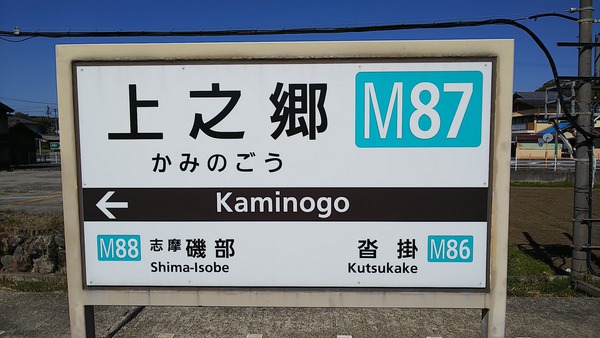 上之郷 M87
かみのごう
← Kaminogo
M88 志摩磯部 沓掛 M86
Shima-Isobe Kutsukake